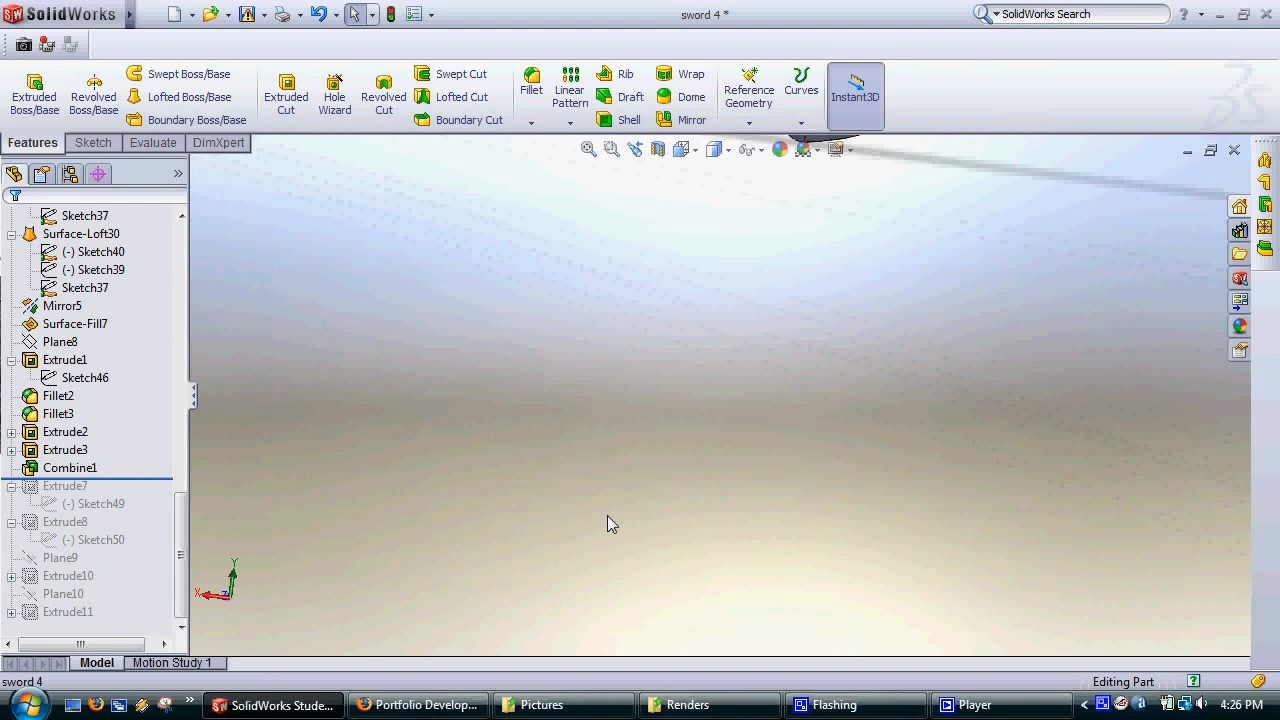 SolidWorks
sword 4 *
SolidWorks Search
Extruded Boss/Base
Revolved Boss/Base
Swept Boss/Base
Lofted Boss/Base
Boundary Boss/Base
Extruded Cut
Hole Wizard
Revolved Cut
Swept Cut
Lofted Cut
Boundary Cut
Fillet
Linear Pattern
Rib
Draft
Shell
Wrap
Dome
Mirror
Reference Geometry
Curves
Instant3D
Features
Sketch
Evaluate
DimXpert
Sketch37
Surface-Loft30
(-) Sketch40
(-) Sketch39
Sketch37
Mirror5
Surface-Fill7
Plane8
Extrude1
Sketch46
Fillet2
Fillet3
Extrude2
Extrude3
Combine1
Extrude7
(-) Sketch49
Extrude8
(-) Sketch50
Plane9
Extrude10
Plane10
Extrude11
Y
X
Model
Motion Study 1
sword 4
Editing Part
SolidWorks Stude...
Portfolio Develop...
Pictures
Renders
Flashing
Player
4:26 PM